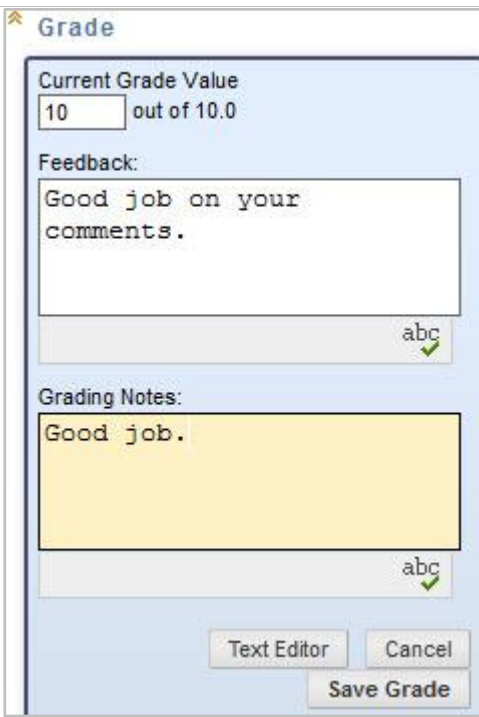 Grade
Current Grade Value
10 out of 10.0
Feedback:
Good job on your
comments.
abc
Grading Notes:
Good job.
abc
Text Editor Cancel
Save Grade